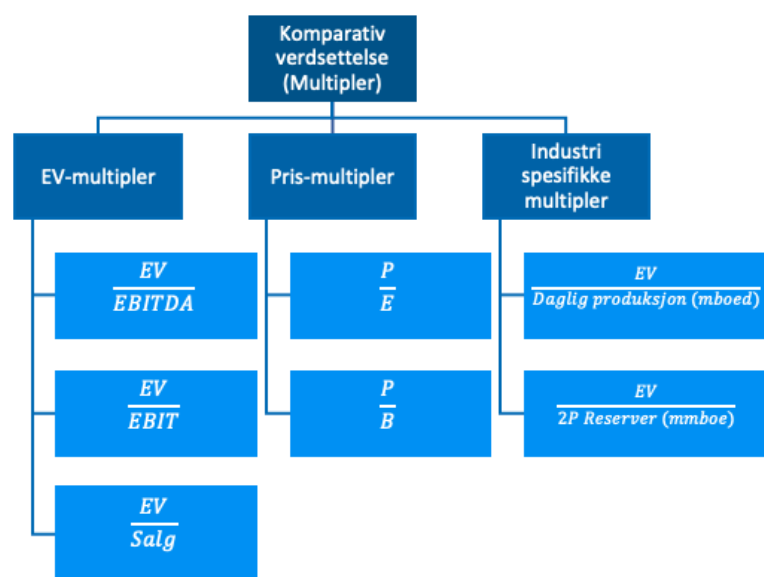 Komparativ
verdsettelse
(Multipler)
EV-multipler
Pris-multipler
Industri
spesifikke
multipler
EV
EBITDA
P
E
EV
Daglig produksjon (mboed)
EV
EBIT
P
B
EV
2P Reserver (mmboe)
EV
Salg